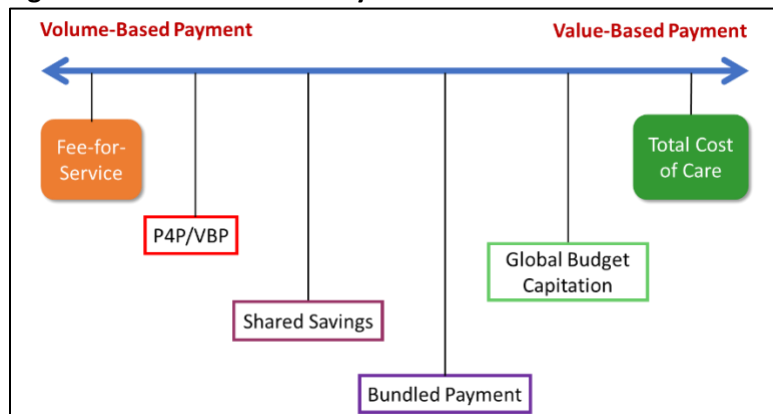 Volume-Based Payment
Value-Based Payment
Fee-for-
Service
Total Cost
of Care
P4P/VBP
Global Budget
Capitation
Shared Savings
Bundled Payment